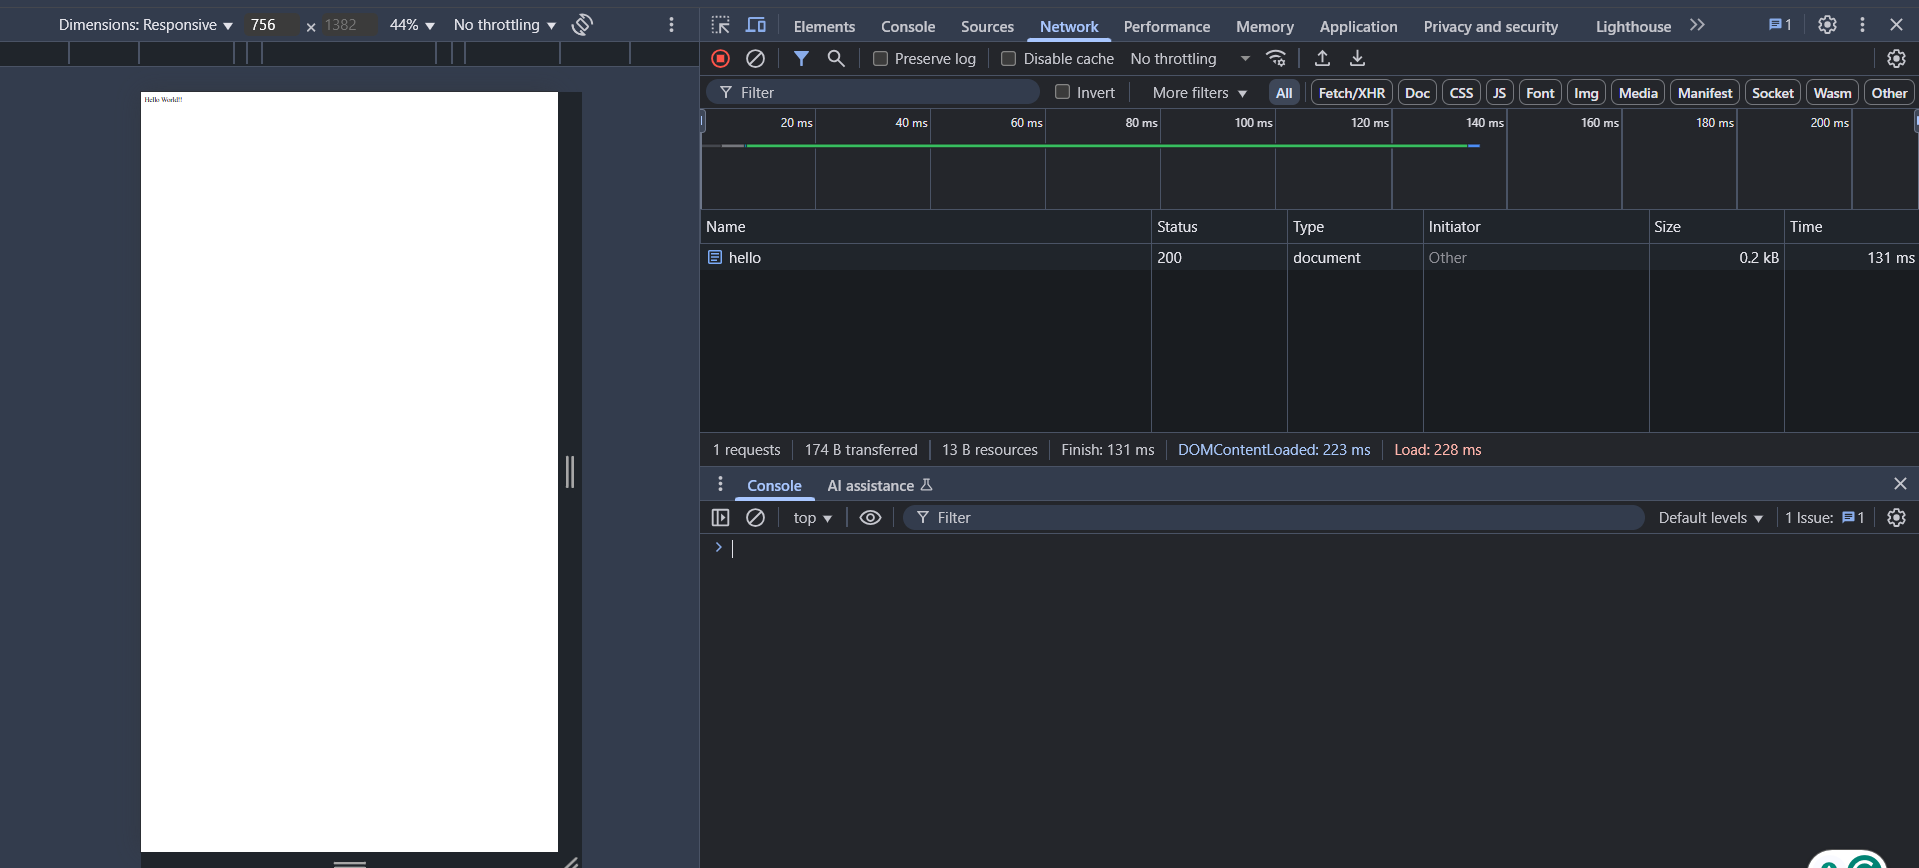 Dimensions: Responsive 756 × 1382 44% No throttling
Hello World!!
Elements Console Sources Network Performance Memory Application Privacy and security Lighthouse 1
Preserve log Disable cache No throttling
Filter Invert More filters All Fetch/XHR Doc CSS JS Font Img Media Manifest Socket Wasm Other
20 ms 40 ms 60 ms 80 ms 100 ms 120 ms 140 ms 160 ms 180 ms 200 ms
Name Status Type Initiator Size Time
hello 200 document Other 0.2 kB 131 ms
1 requests 174 B transferred 13 B resources Finish: 131 ms DOMContentLoaded: 223 ms Load: 228 ms
Console AI assistance
top Filter Default levels 1 Issue: 1